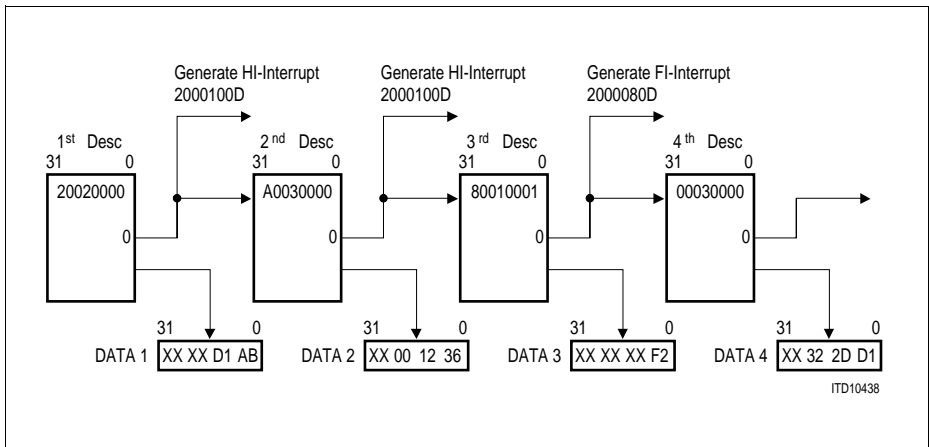 Generate HI-Interrupt Generate HI-Interrupt Generate FI-Interrupt
2000100D 2000100D 2000080D
1st Desc 2nd Desc 3rd Desc 4th Desc
31 0 31 0 31 0 31 0
20020000 A0030000 80010001 00030000
0 0 0 0
31 0 31 0 31 0 31 0
DATA 1 XX XX D1 AB DATA 2 XX 00 12 36 DATA 3 XX XX XX F2 DATA 4 XX 32 2D D1
ITD10438